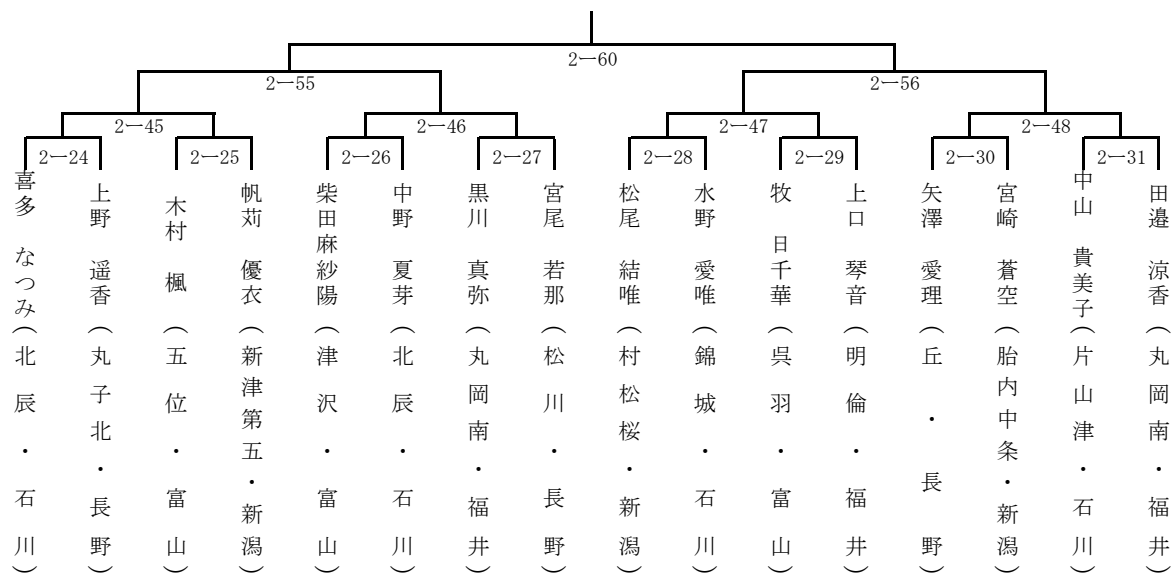 2―60
2―55
2―56
2―45
2―46
2―47
2―48
2―24
2―25
2―26
2―27
2―28
2―29
2―30
2―31
喜多 なつみ(北辰・石川)
上野 遥香(丸子北・長野)
木村 楓(五位・富山)
帆苅 優衣(新津第五・新潟)
柴田麻紗陽(津沢・富山)
中野 夏芽(北辰・石川)
黒川 真弥(丸岡南・福井)
宮尾 若那(松川・長野)
松尾 結唯(村松桜・新潟)
水野 愛唯(錦城・石川)
牧 日千華(呉羽・富山)
上口 琴音(明倫・福井)
矢澤 愛理(丘・長野)
宮崎 蒼空(胎内中条・新潟)
中山 貴美子(片山津・石川)
田邉 涼香(丸岡南・福井)